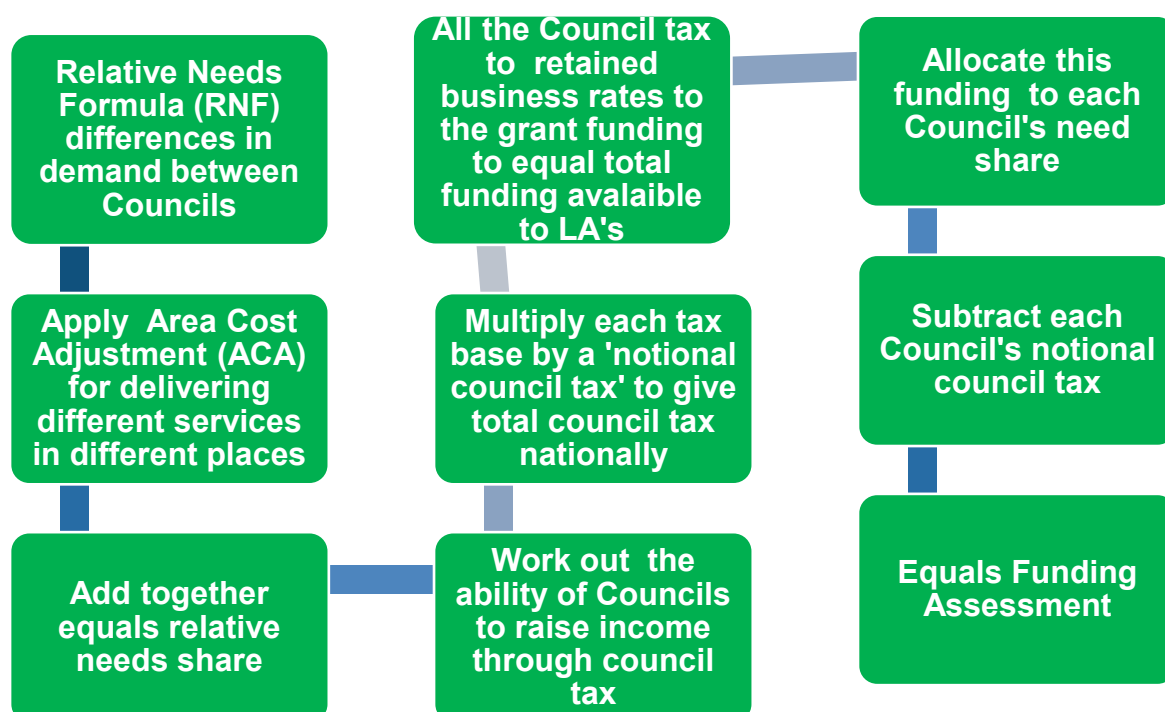 Relative Needs
Formula (RNF)
differences in
demand between
Councils
Apply Area Cost
Adjustment (ACA)
for delivering
different services
in different places
Add together
equals relative
needs share
Work out the
ability of Councils
to raise income
through council
tax
Multiply each tax
base by a 'notional
council tax' to give
total council tax
nationally
All the Council tax
to retained
business rates to
the grant funding
to equal total
funding avalaible
to LA's
Allocate this
funding to each
Council's need
share
Subtract each
Council's notional
council tax
Equals Funding
Assessment